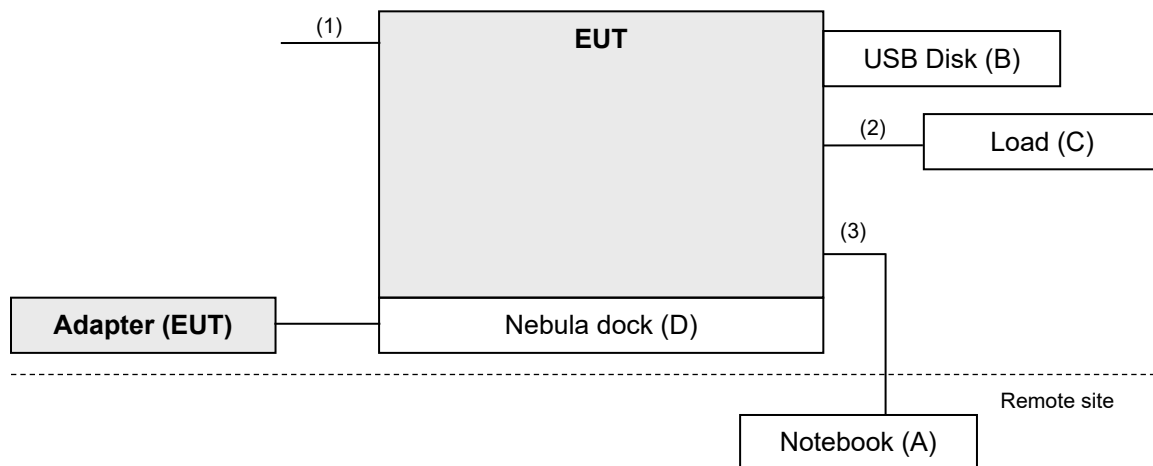 (1)
EUT
USB Disk (B)
(2)
Load (C)
(3)
Adapter (EUT)
Nebula dock (D)
Remote site
Notebook (A)